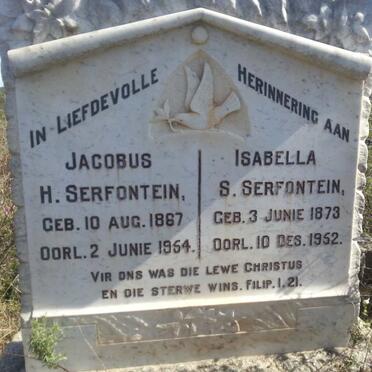 IN LIEFDEVOLLE HERINNERING AAN
JACOBUS
H. SERFONTEIN,
GEB. 10 AUG. 1867
OORL. 2 JUNIE 1954.
ISABELLA
S. SERFONTEIN,
GEB. 3 JUNIE 1873
OORL. 10 DES. 1952.
VIR ONS WAS DIE LEWE CHRISTUS
EN DIE STERWE WINS. FILIP. 1. 21.